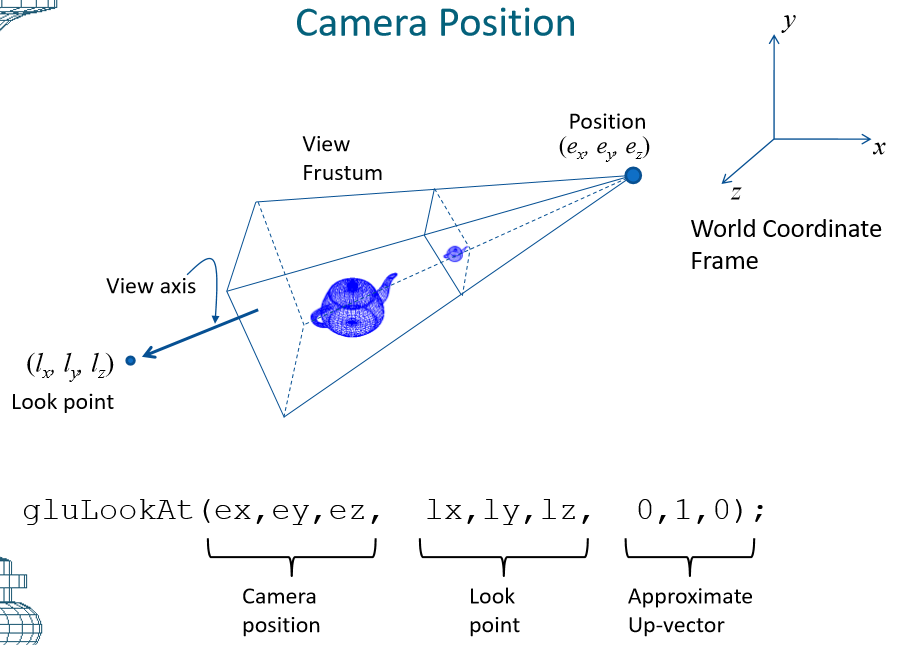 Camera Position
y
Position
(ex, ey, ez)
View
Frustum
x
z
World Coordinate
Frame
View axis
(lx, ly, lz)
Look point
gluLookAt(ex,ey,ez, lx,ly,lz, 0,1,0);
Camera
position
Look
point
Approximate
Up-vector